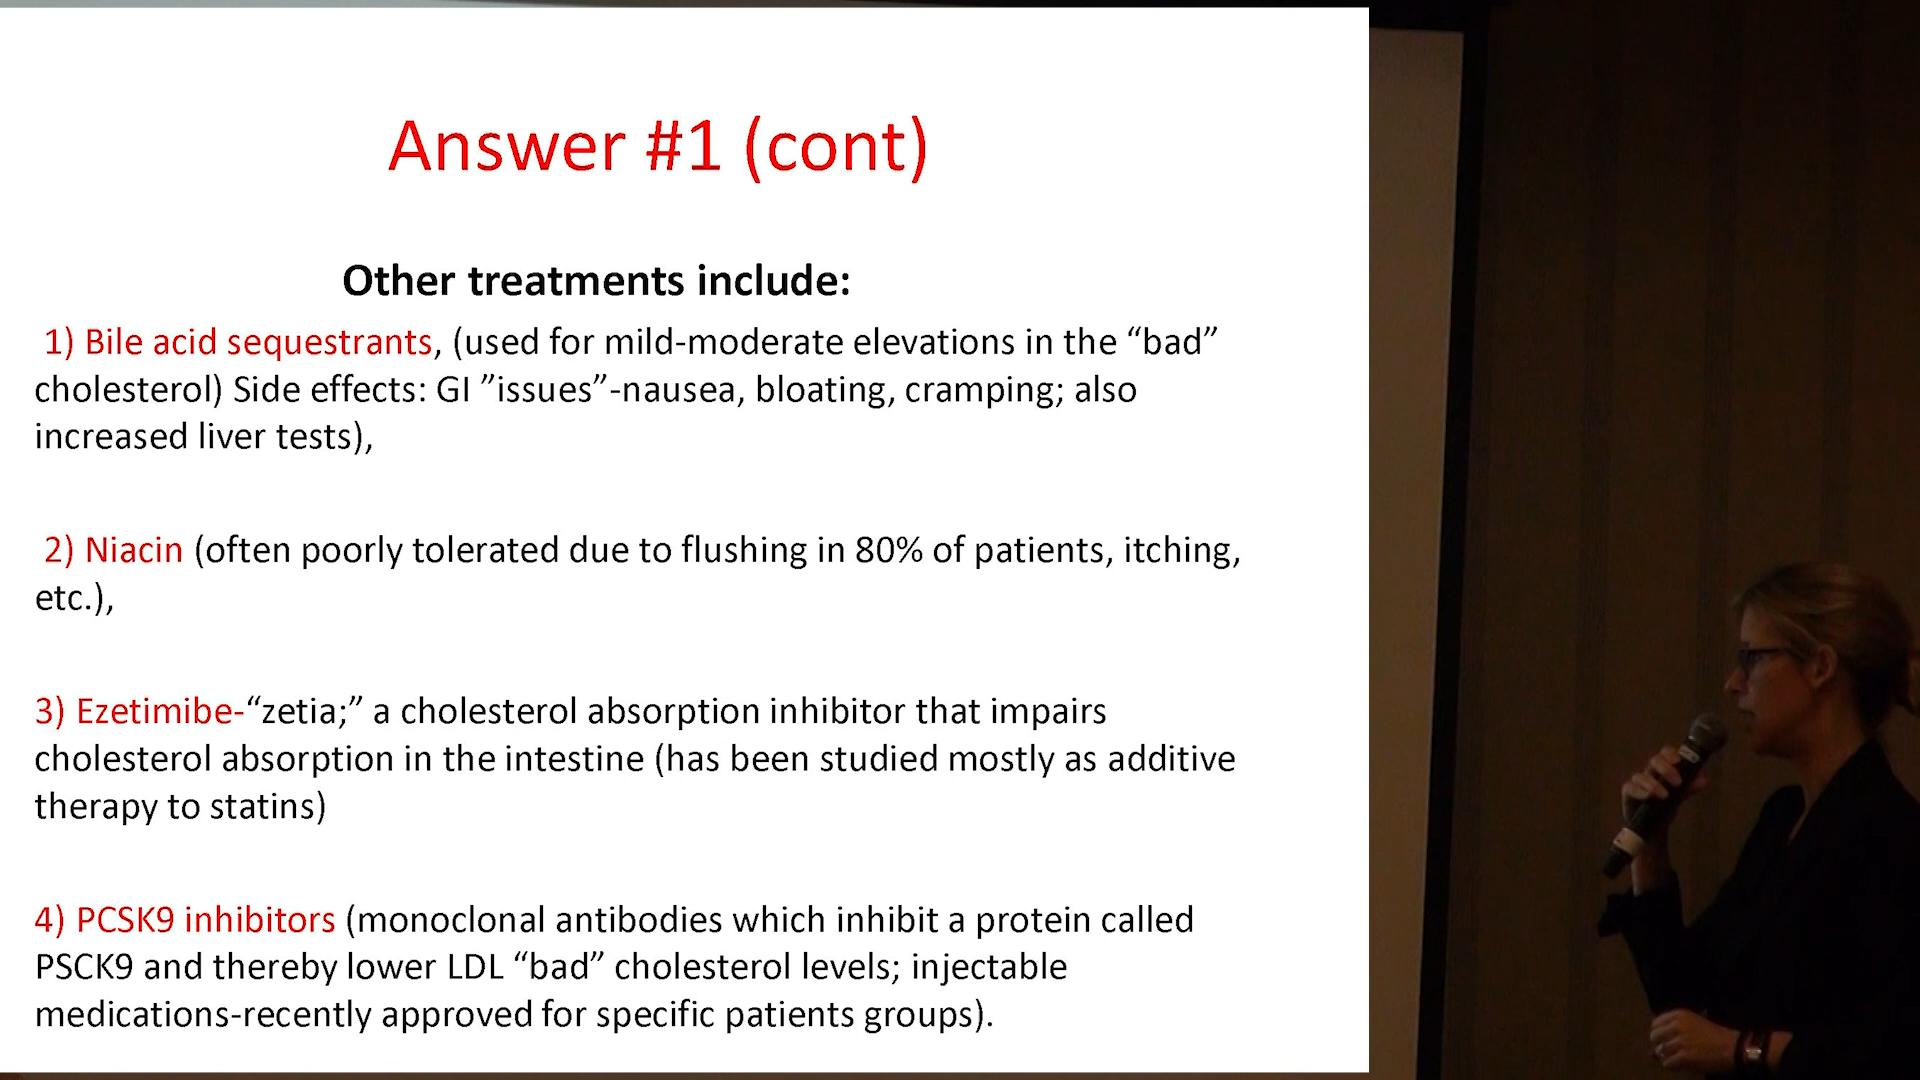 Answer #1 (cont)
Other treatments include:
1) Bile acid sequestrants, (used for mild-moderate elevations in the “bad”
cholesterol) Side effects: GI ”issues”-nausea, bloating, cramping; also
increased liver tests),
2) Niacin (often poorly tolerated due to flushing in 80% of patients, itching,
etc.),
3) Ezetimibe-“zetia;” a cholesterol absorption inhibitor that impairs
cholesterol absorption in the intestine (has been studied mostly as additive
therapy to statins)
4) PCSK9 inhibitors (monoclonal antibodies which inhibit a protein called
PSCK9 and thereby lower LDL “bad” cholesterol levels; injectable
medications-recently approved for specific patients groups).